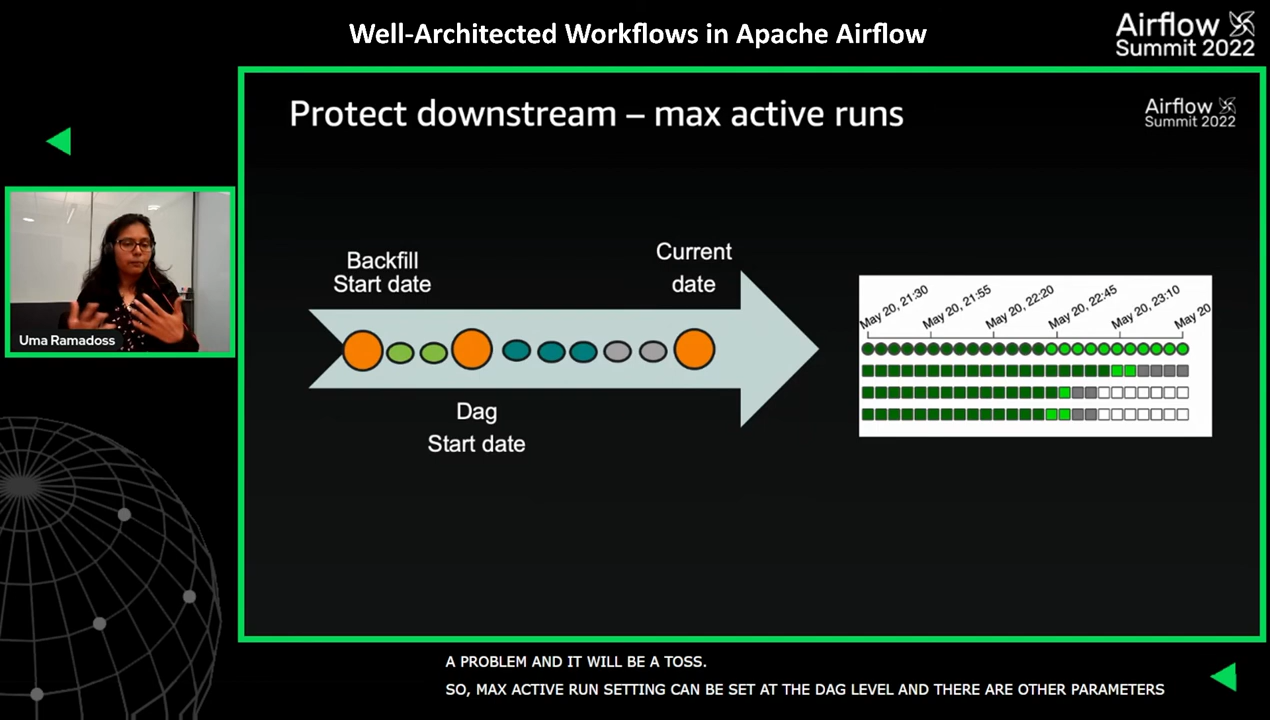 Well-Architected Workflows in Apache Airflow
Airflow
Summit 2022
Protect downstream – max active runs
Airflow
Summit 2022
Backfill
Start date
Current
date
Dag
Start date
May 20, 21:30
May 20, 21:55
May 20, 22:20
May 20, 22:45
May 20, 23:10
May 20
Uma Ramadoss
A PROBLEM AND IT WILL BE A TOSS.
SO, MAX ACTIVE RUN SETTING CAN BE SET AT THE DAG LEVEL AND THERE ARE OTHER PARAMETERS